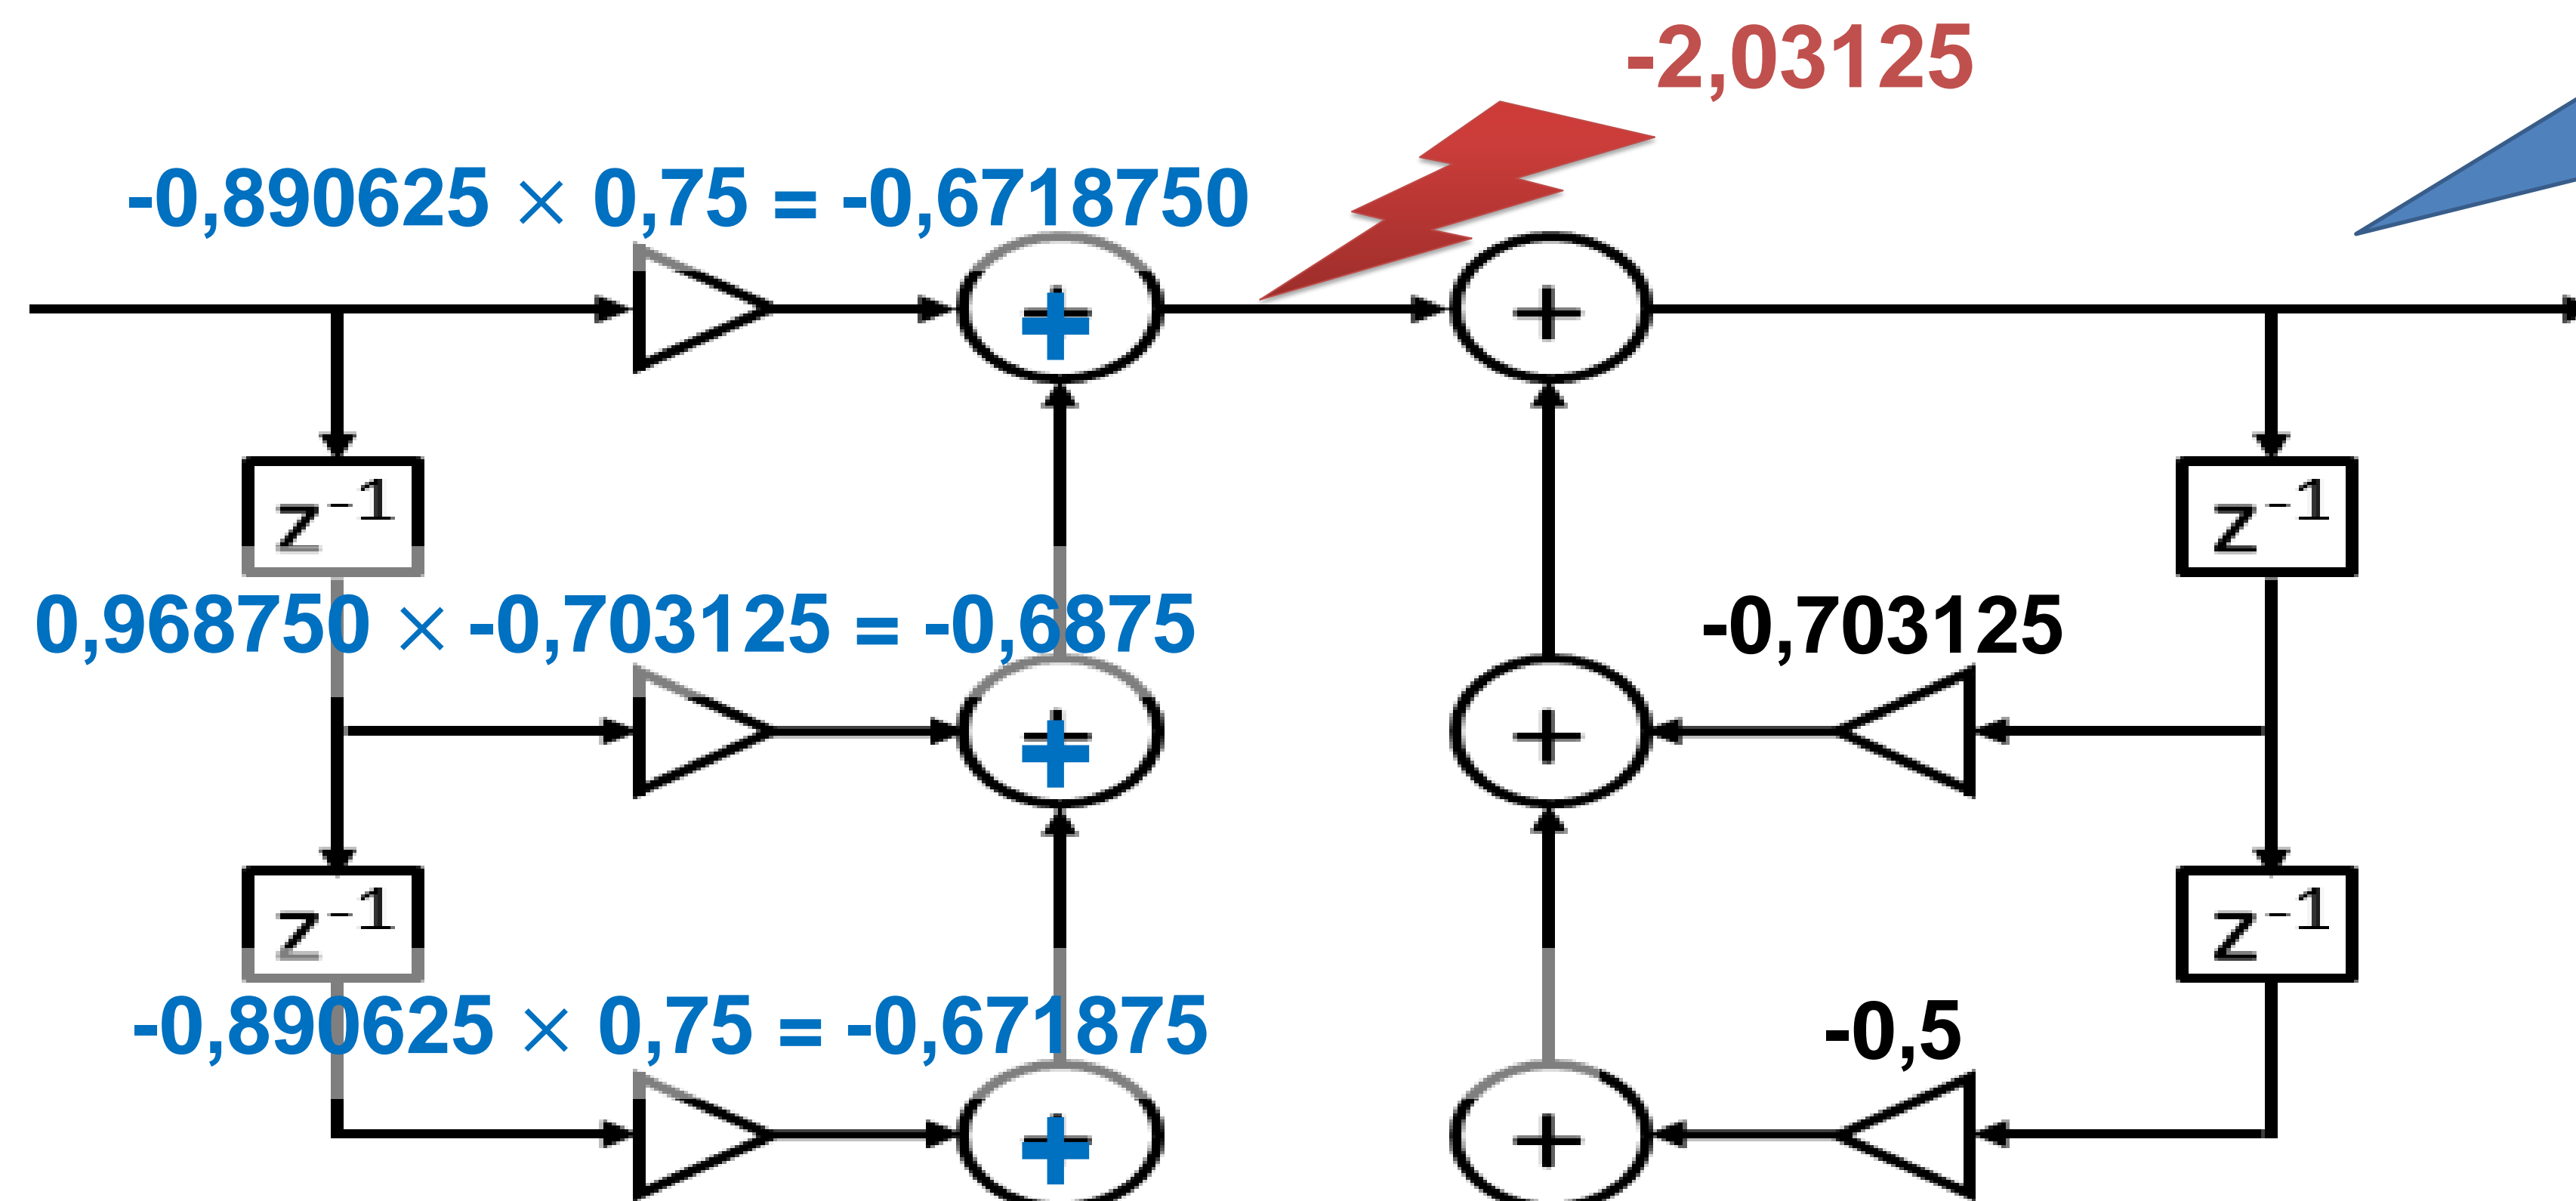 -2,03125
-0,890625 × 0,75 = -0,6718750
+ +
z⁻¹ z⁻¹
0,968750 × -0,703125 = -0,6875
-0,703125
+ +
z⁻¹ z⁻¹
-0,890625 × 0,75 = -0,671875
-0,5
+ +